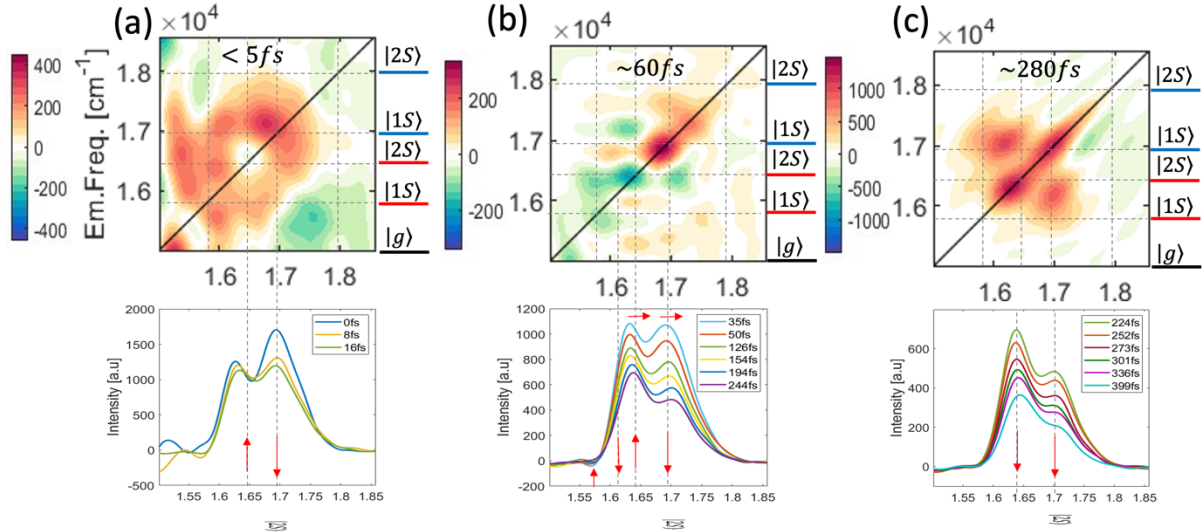 (a)
× 10⁴
400
200
0
-200
-400
Em.Freq. [cm⁻¹]
1.8
1.7
1.6
< 5fs
1.6
1.7
1.8
|2S⟩
|1S⟩
|2S⟩
|1S⟩
|g⟩
(b)
× 10⁴
200
0
-200
1.8
1.7
1.6
~60fs
1.6
1.7
1.8
|2S⟩
|1S⟩
|2S⟩
|1S⟩
|g⟩
(c)
× 10⁴
1000
500
0
-500
-1000
1.8
1.7
1.6
~280fs
1.6
1.7
1.8
|2S⟩
|1S⟩
|2S⟩
|1S⟩
|g⟩
Intensity [a.u]
2000
1500
1000
500
0
-500
0fs
8fs
16fs
1.55
1.6
1.65
1.7
1.75
1.8
1.85
Intensity [a.u]
1200
1000
800
600
400
200
0
-200
35fs
50fs
126fs
154fs
194fs
244fs
1.5
1.55
1.6
1.65
1.7
1.75
1.8
1.85
Intensity [a.u]
800
600
400
200
0
224fs
252fs
273fs
301fs
336fs
399fs
1.55
1.6
1.65
1.7
1.75
1.8
1.85